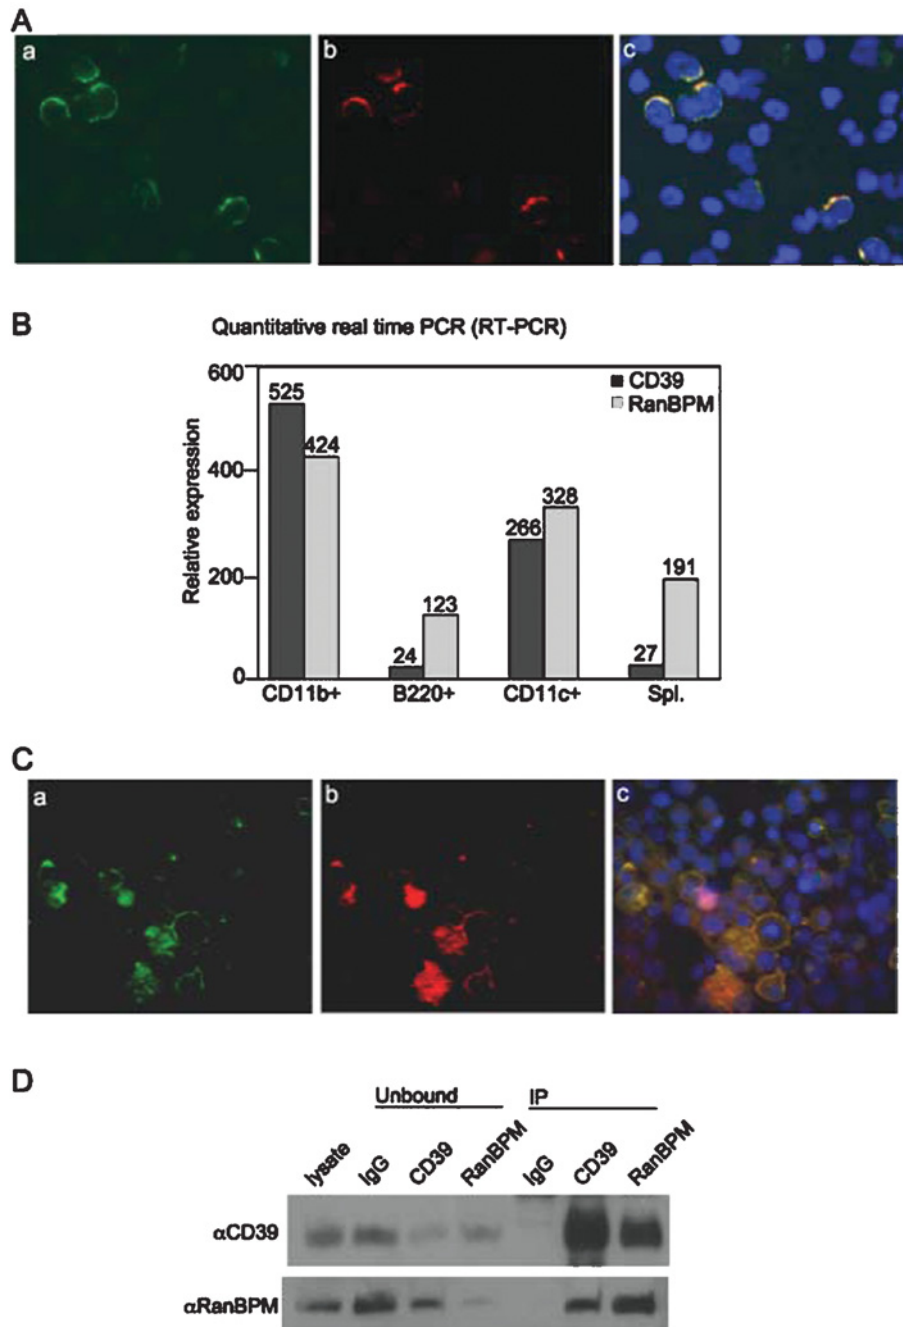 A
a b c
B
Quantitative real time PCR (RT-PCR)
Relative expression
600
400
200
0
CD39
RanBPM
525
424
24
123
266
328
27
191
CD11b+ B220+ CD11c+ Spl.
C
a b c
D
Unbound IP
lysate IgG CD39 RanBPM IgG CD39 RanBPM
αCD39
αRanBPM